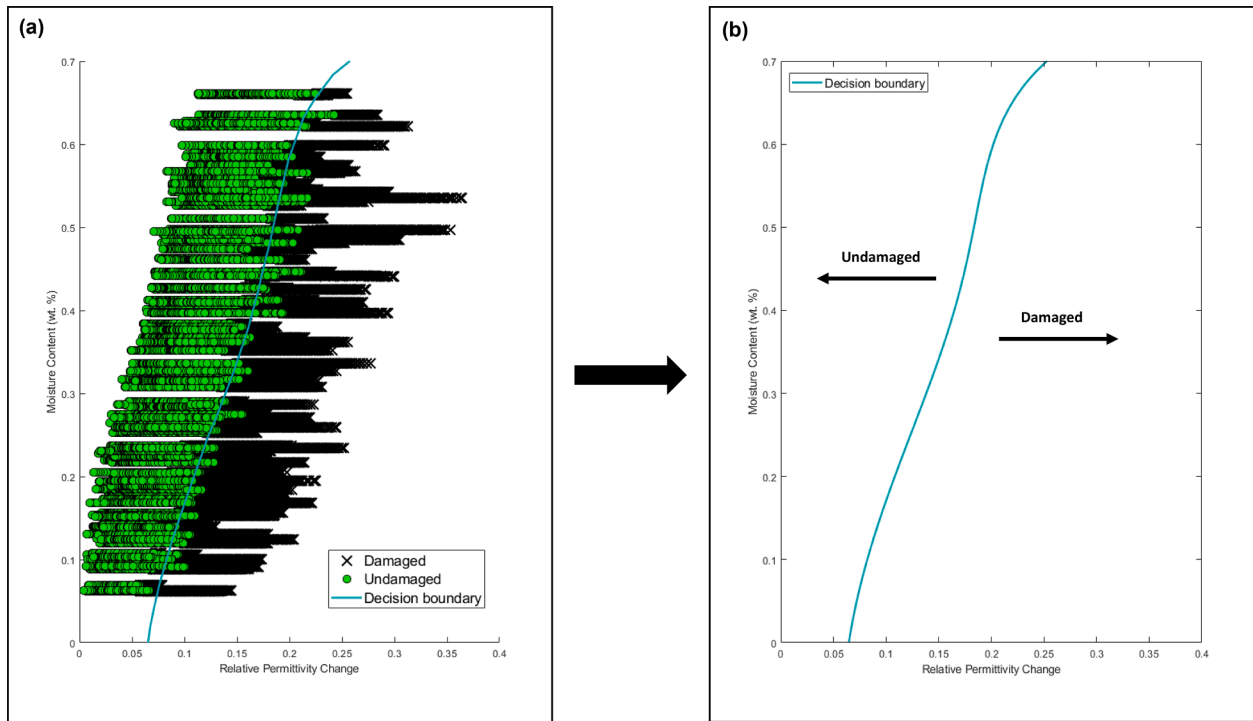 (a)
0.7
0.6
0.5
0.4
0.3
0.2
0.1
0
Moisture Content (wt. %)
0 0.05 0.1 0.15 0.2 0.25 0.3 0.35 0.4
Relative Permittivity Change
Damaged
Undamaged
Decision boundary
(b)
0.7
0.6
0.5
0.4
0.3
0.2
0.1
0
Moisture Content (wt. %)
Decision boundary
Undamaged
Damaged
0 0.05 0.1 0.15 0.2 0.25 0.3 0.35 0.4
Relative Permittivity Change